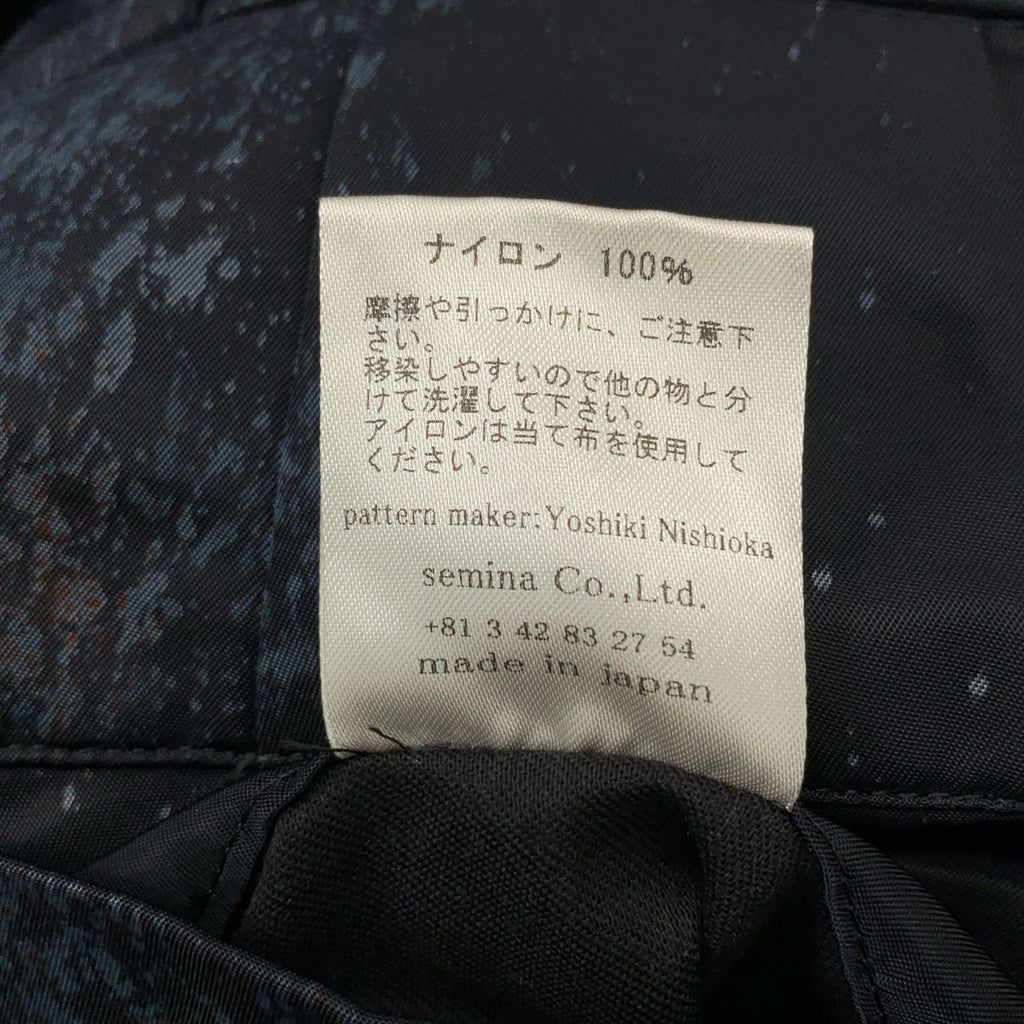 ナイロン 100%
摩擦や引っかけに、ご注意下
さい。
移染しやすいので他の物と分
けて洗濯して下さい。
アイロンは当て布を使用して
ください。
pattern maker:Yoshiki Nishioka
semina Co.,Ltd.
+81 3 42 83 27 54
made in japan